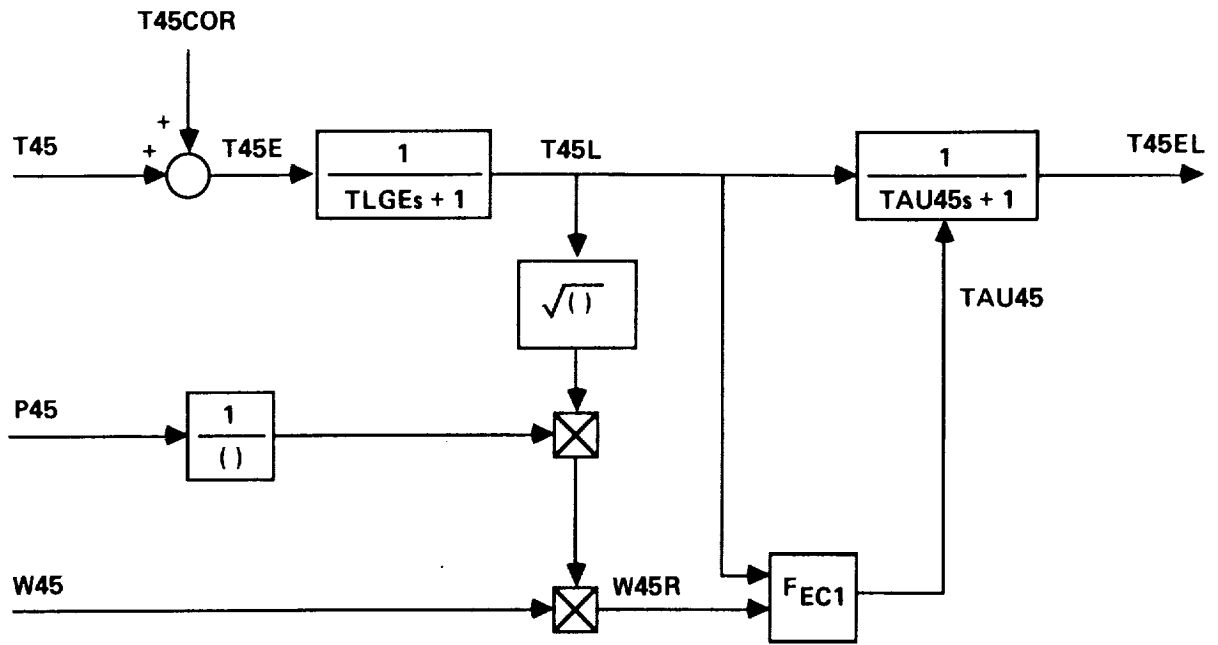 T45COR
+
T45
+
T45E
1
TLGEs + 1
T45L
1
TAU45s + 1
T45EL
√( )
TAU45
P45
1
( )
W45
W45R
FEC1